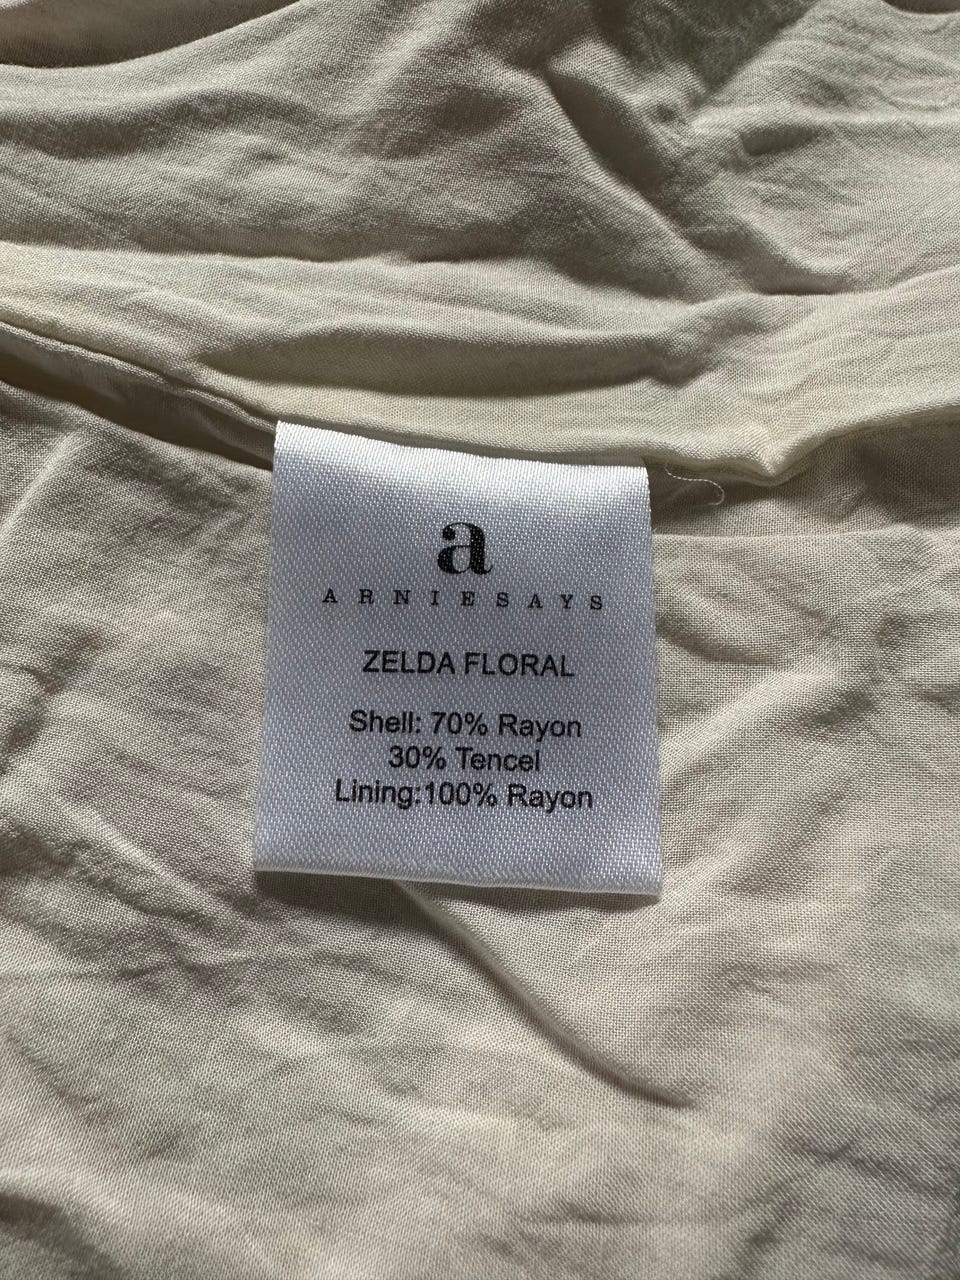 a
ARNIESAYS
ZELDA FLORAL
Shell: 70% Rayon
30% Tencel
Lining:100% Rayon